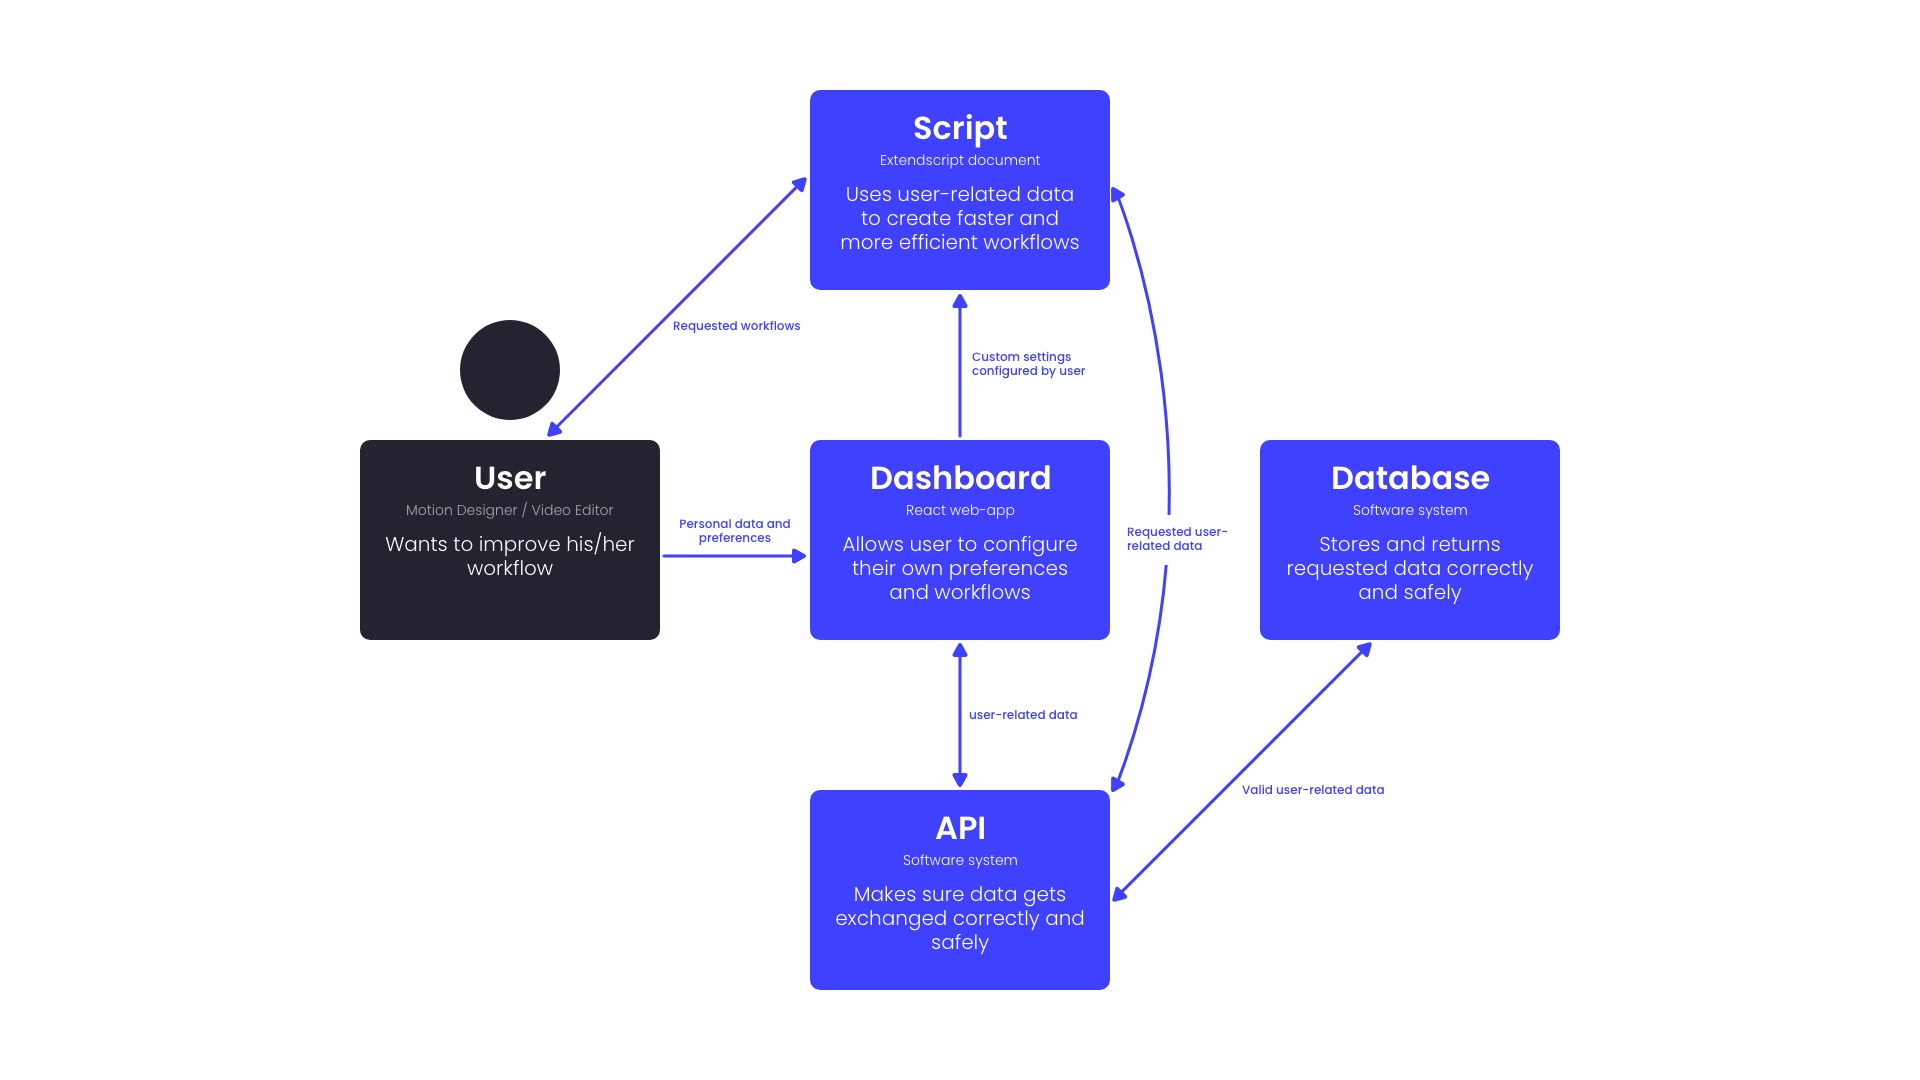 Script
Extendscript document
Uses user-related data
to create faster and
more efficient workflows
Requested workflows
Custom settings
configured by user
User
Motion Designer / Video Editor
Wants to improve his/her
workflow
Personal data and
preferences
Dashboard
React web-app
Allows user to configure
their own preferences
and workflows
Requested user-
related data
Database
Software system
Stores and returns
requested data correctly
and safely
user-related data
Valid user-related data
API
Software system
Makes sure data gets
exchanged correctly and
safely